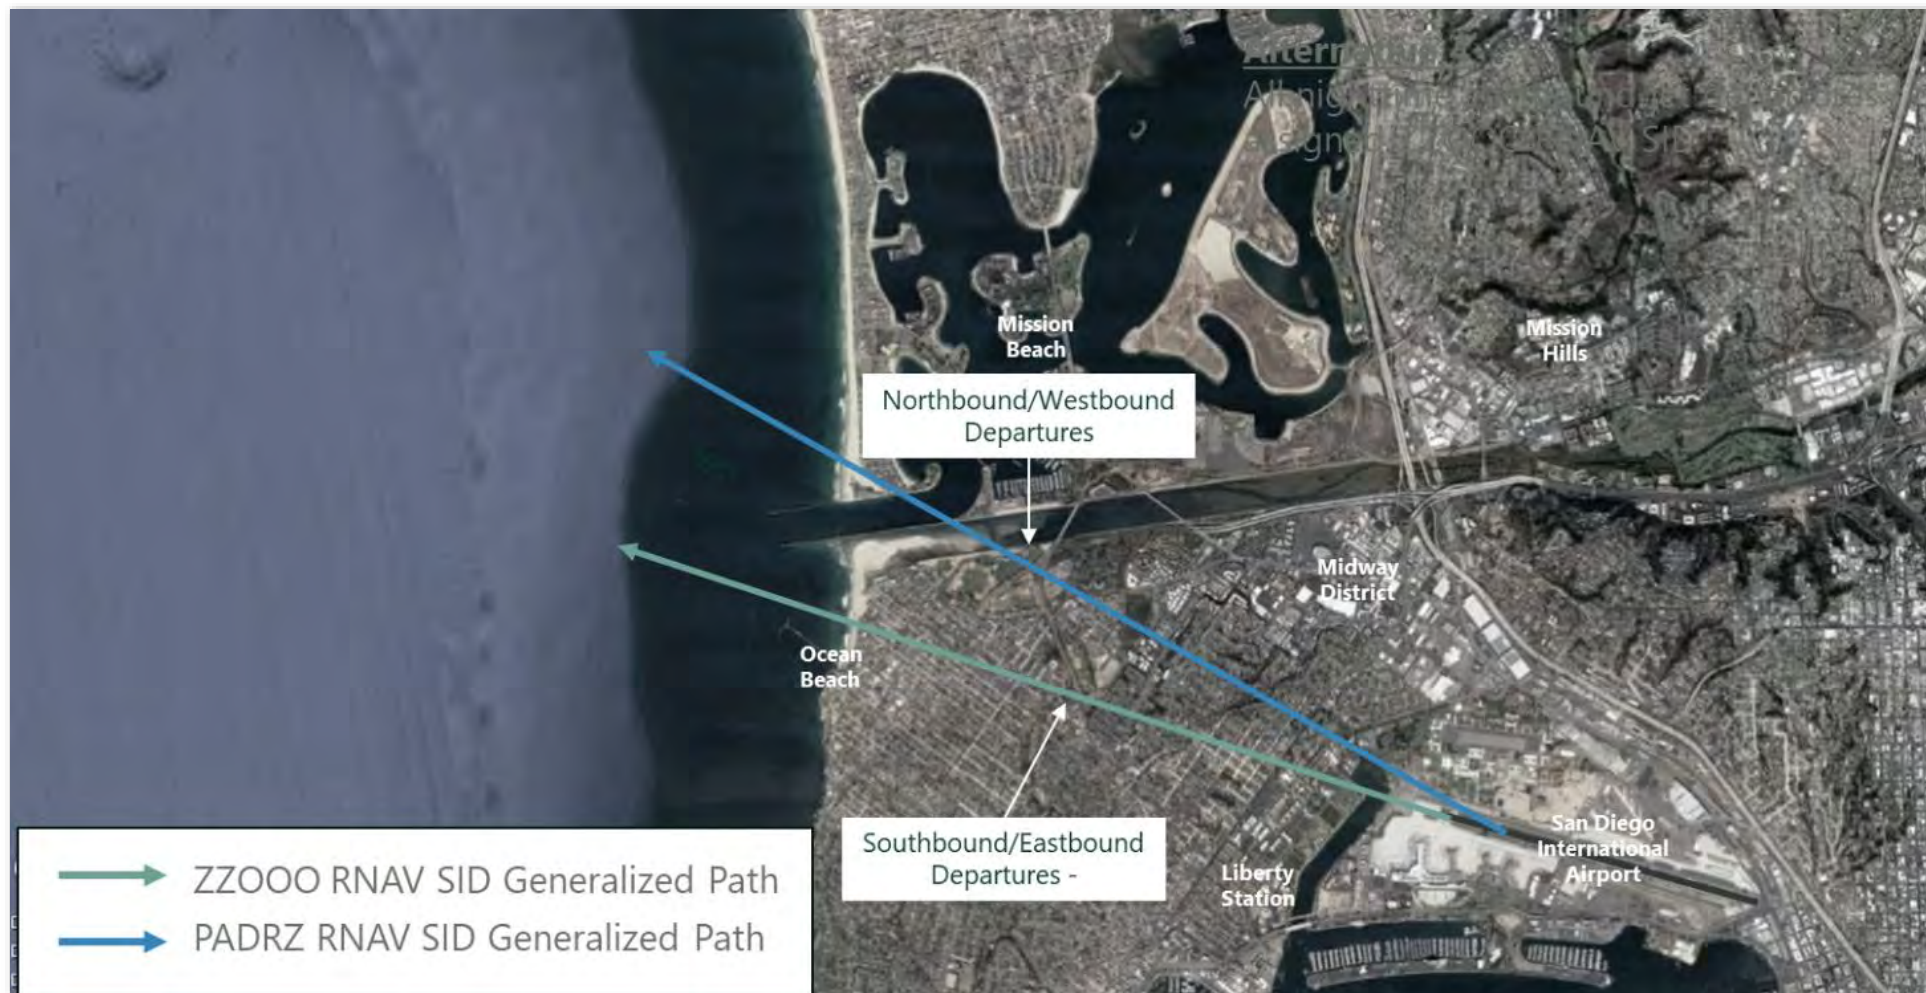 Mission
Beach
Mission
Hills
Northbound/Westbound
Departures
Midway
District
Ocean
Beach
Southbound/Eastbound
Departures -
San Diego
International
Airport
Liberty
Station
ZZOOO RNAV SID Generalized Path
PADRZ RNAV SID Generalized Path